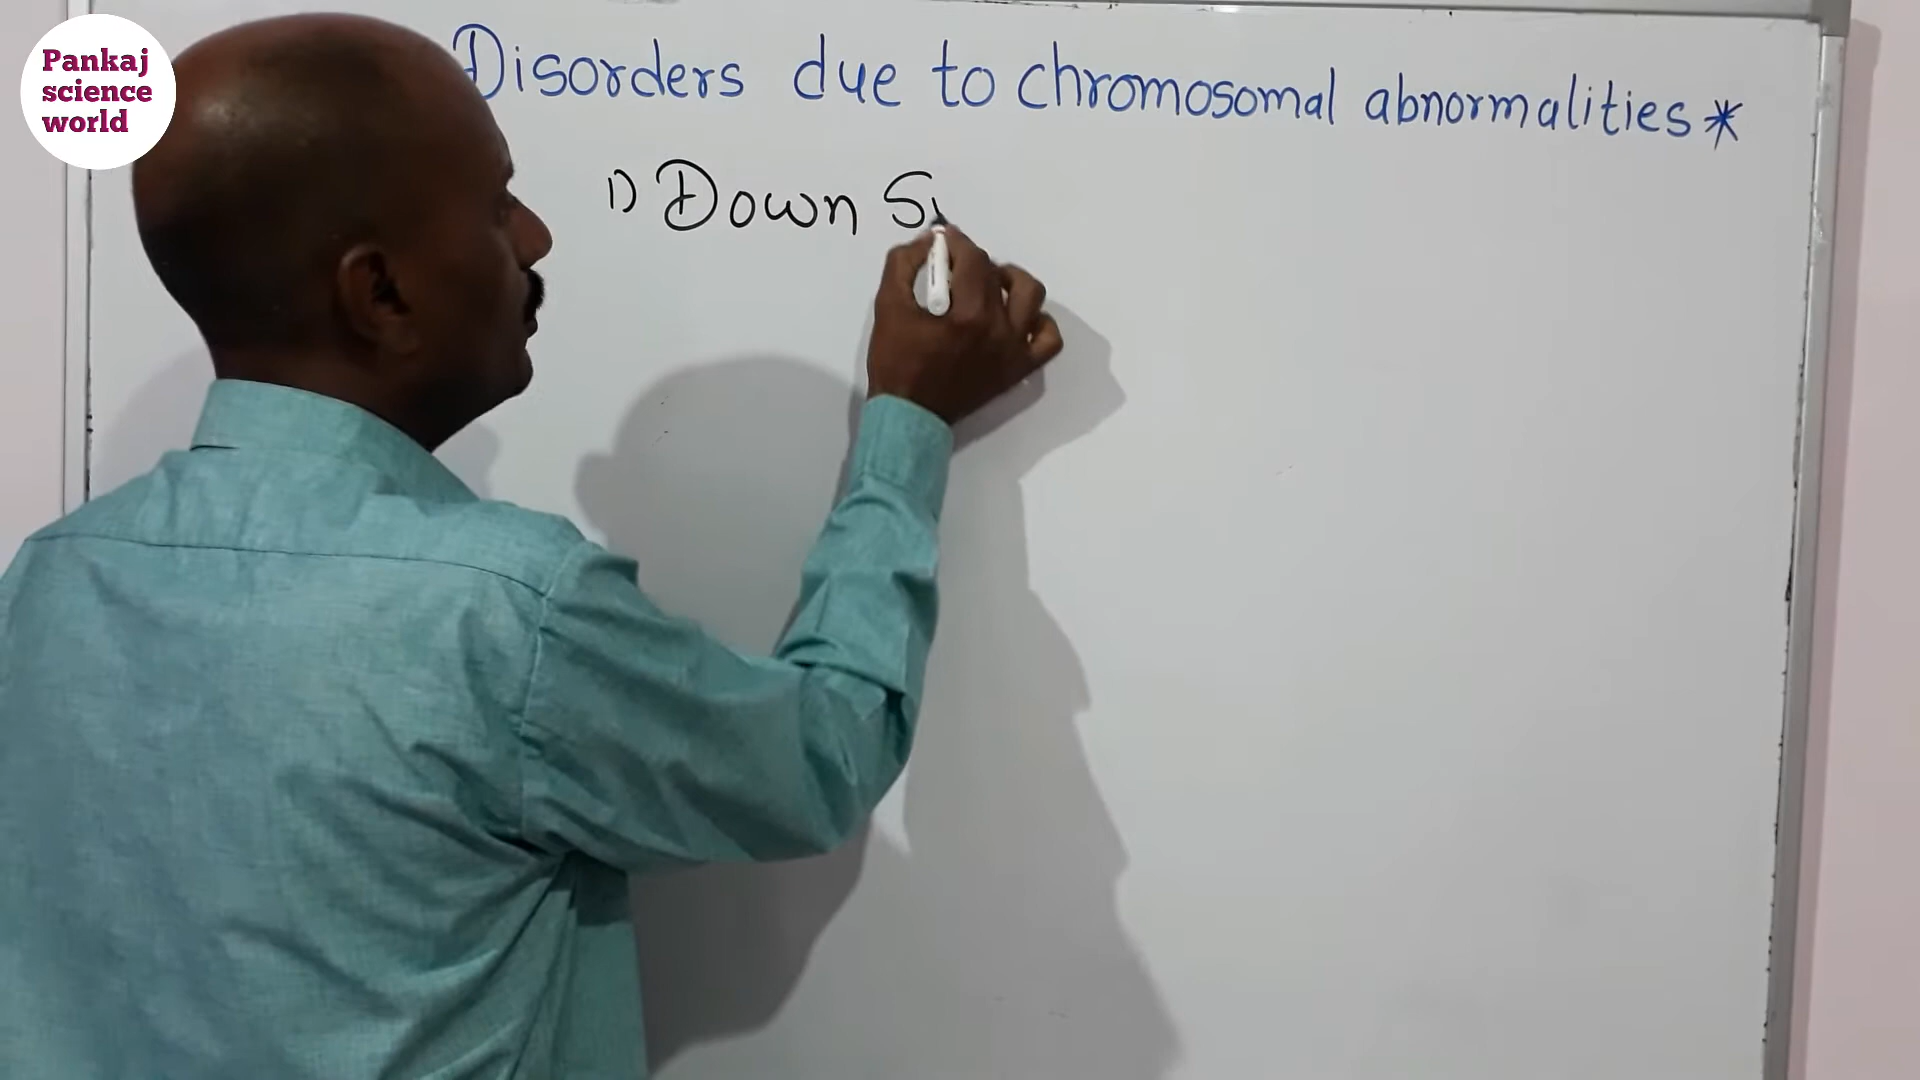 Pankaj
science
world
Disorders due to chromosomal abnormalities*
1) Down